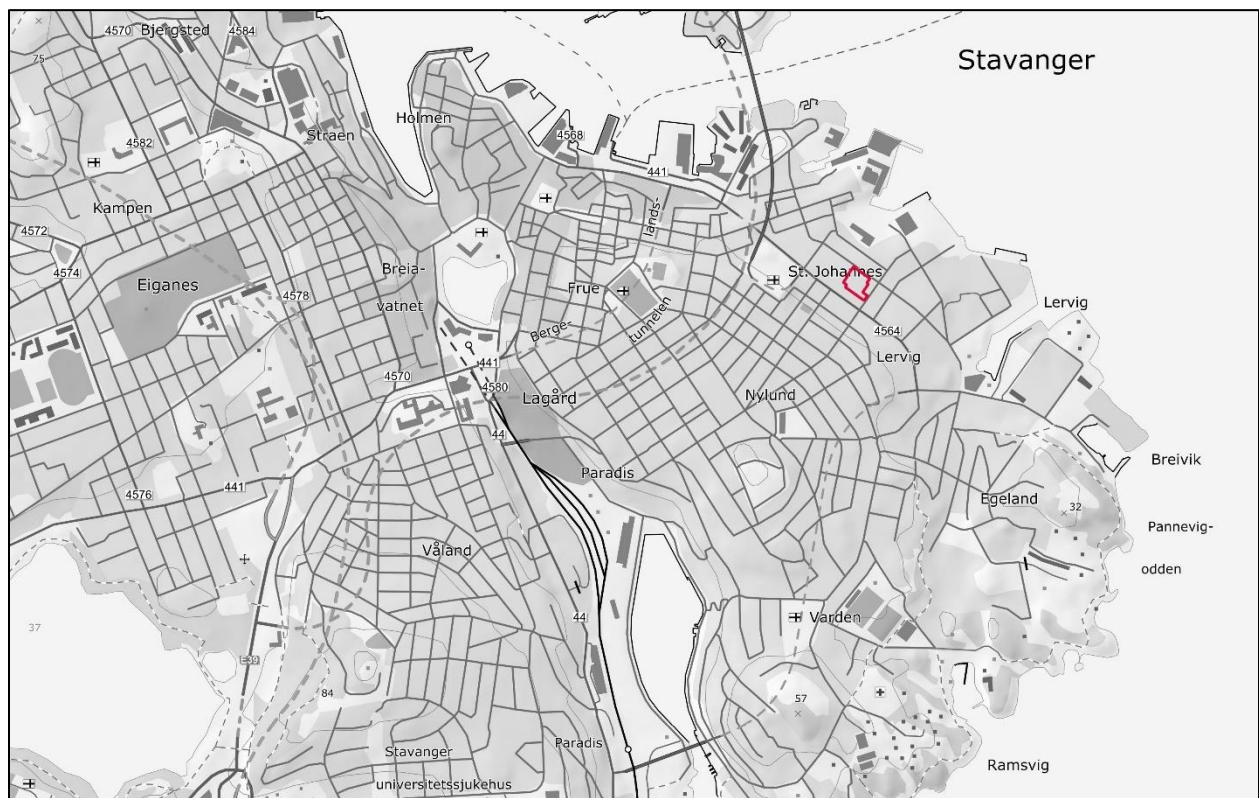 4570
Bjergsted
4584
Stavanger
75
Holmen
4568
Straen
4582
441
Kampen
lands-
4572
4574
441
St. Johannes
Breia-
Eiganes
4578
Frue
vatnet
Lervig
Berge-
tunnelen
4564
441
Lervig
4570
4580
Nylund
Lagård
44
Paradis
Breivik
4576
441
Egeland
32
Pannevig-
Våland
odden
44
Varden
37
E39
84
57
Stavanger
Paradis
Ramsvig
universitetssjukehus